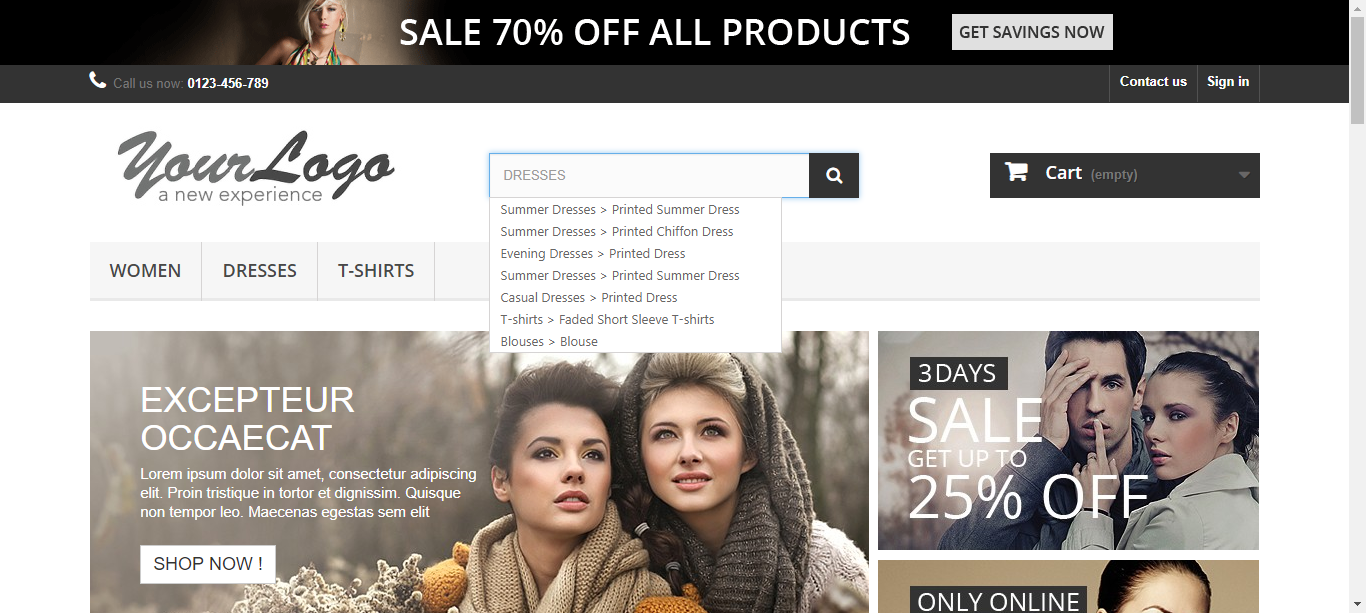 SALE 70% OFF ALL PRODUCTS
GET SAVINGS NOW
Call us now: 0123-456-789
Contact us
Sign in
YourLogo
a new experience
DRESSES
Cart (empty)
Summer Dresses > Printed Summer Dress
Summer Dresses > Printed Chiffon Dress
Evening Dresses > Printed Dress
Summer Dresses > Printed Summer Dress
Casual Dresses > Printed Dress
T-shirts > Faded Short Sleeve T-shirts
Blouses > Blouse
WOMEN
DRESSES
T-SHIRTS
EXCEPTEUR
OCCAECAT
Lorem ipsum dolor sit amet, consectetur adipiscing
elit. Proin tristique in tortor et dignissim. Quisque
non tempor leo. Maecenas egestas sem elit
SHOP NOW !
3 DAYS
SALE
GET UP TO
25% OFF
ONLY ONLINE